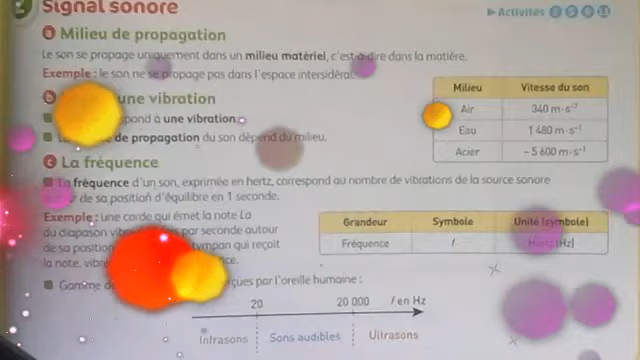 Signal sonore
Activités
a Milieu de propagation
Le son se propage uniquement dans un milieu matériel, c'est-à-dire dans la matière.
Exemple : le son ne se propage pas dans l'espace intersidéral.
Milieu Vitesse du son
Air 340 m·s⁻¹
Eau 1 480 m·s⁻¹
Acier ~ 5 600 m·s⁻¹
une vibration
pond à une vibration.
de propagation du son dépend du milieu.
c La fréquence
La fréquence d'un son, exprimée en hertz, correspond au nombre de vibrations de la source sonore
de sa position d'équilibre en 1 seconde.
Exemple : une corde qui émet la note La
du diapason par seconde autour
de sa position tympan qui reçoit
la note,
Grandeur Symbole Unité (symbole)
Fréquence f Hertz (Hz)
Gamme çues par l'oreille humaine :
20 20 000 f en Hz
Infrasons Sons audibles Ultrasons